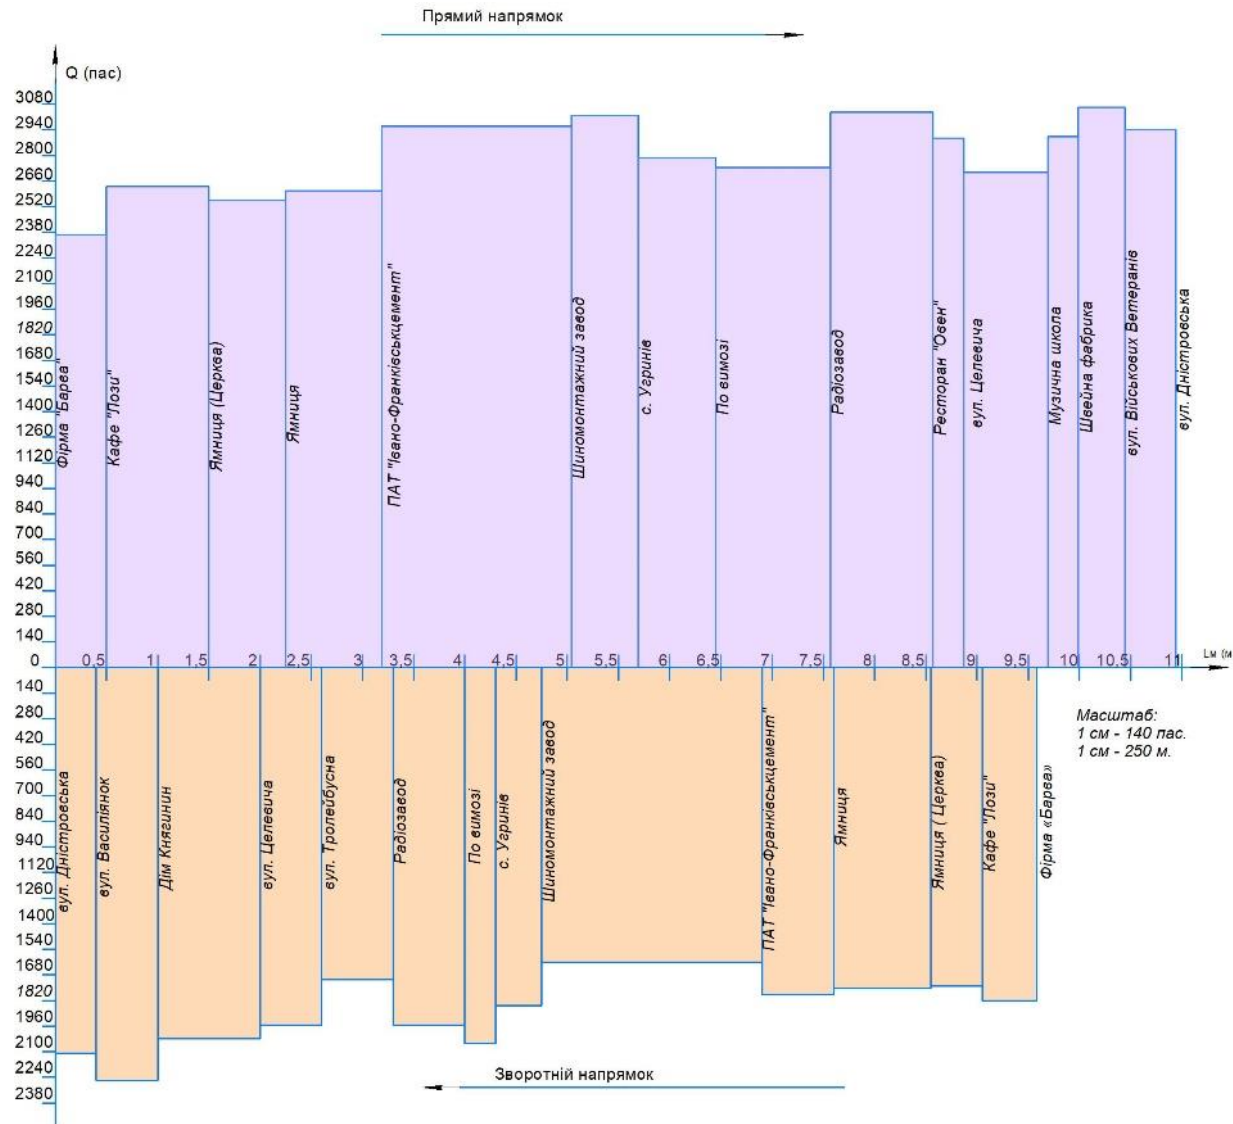 Прямий напрямок
Q (пас)
3080
2940
2800
2660
2520
2380
2240
2100
1960
1820
1680
1540
1400
1260
1120
940
840
700
560
420
280
140
0
Фірма "Барва"
Кафе "Лози"
Ямниця (Церква)
Ямниця
ПАТ "Івано-Франківськцемент"
Шиномонтажний завод
с. Угринів
По вимозі
Радіозавод
Ресторан "Овен"
вул. Целевича
Музична школа
Швейна фабрика
вул. Військових Ветеранів
вул. Дністровська
0,5 1 1,5 2 2,5 3 3,5 4 4,5 5 5,5 6 6,5 7 7,5 8 8,5 9 9,5 10 10,5 11
Lм (м
140
280
420
560
700
840
940
1120
1260
1400
1540
1680
1820
1960
2100
2240
2380
вул. Дністровська
вул. Василіянок
Дім Княгинин
вул. Целевича
вул. Тролейбусна
Радіозавод
По вимозі
с. Угринів
Шиномонтажний завод
ПАТ "Івано-Франківськцемент"
Ямниця
Ямниця ( Церква)
Кафе "Лози"
Фірма «Барва»
Масштаб:
1 см - 140 пас.
1 см - 250 м.
Зворотній напрямок